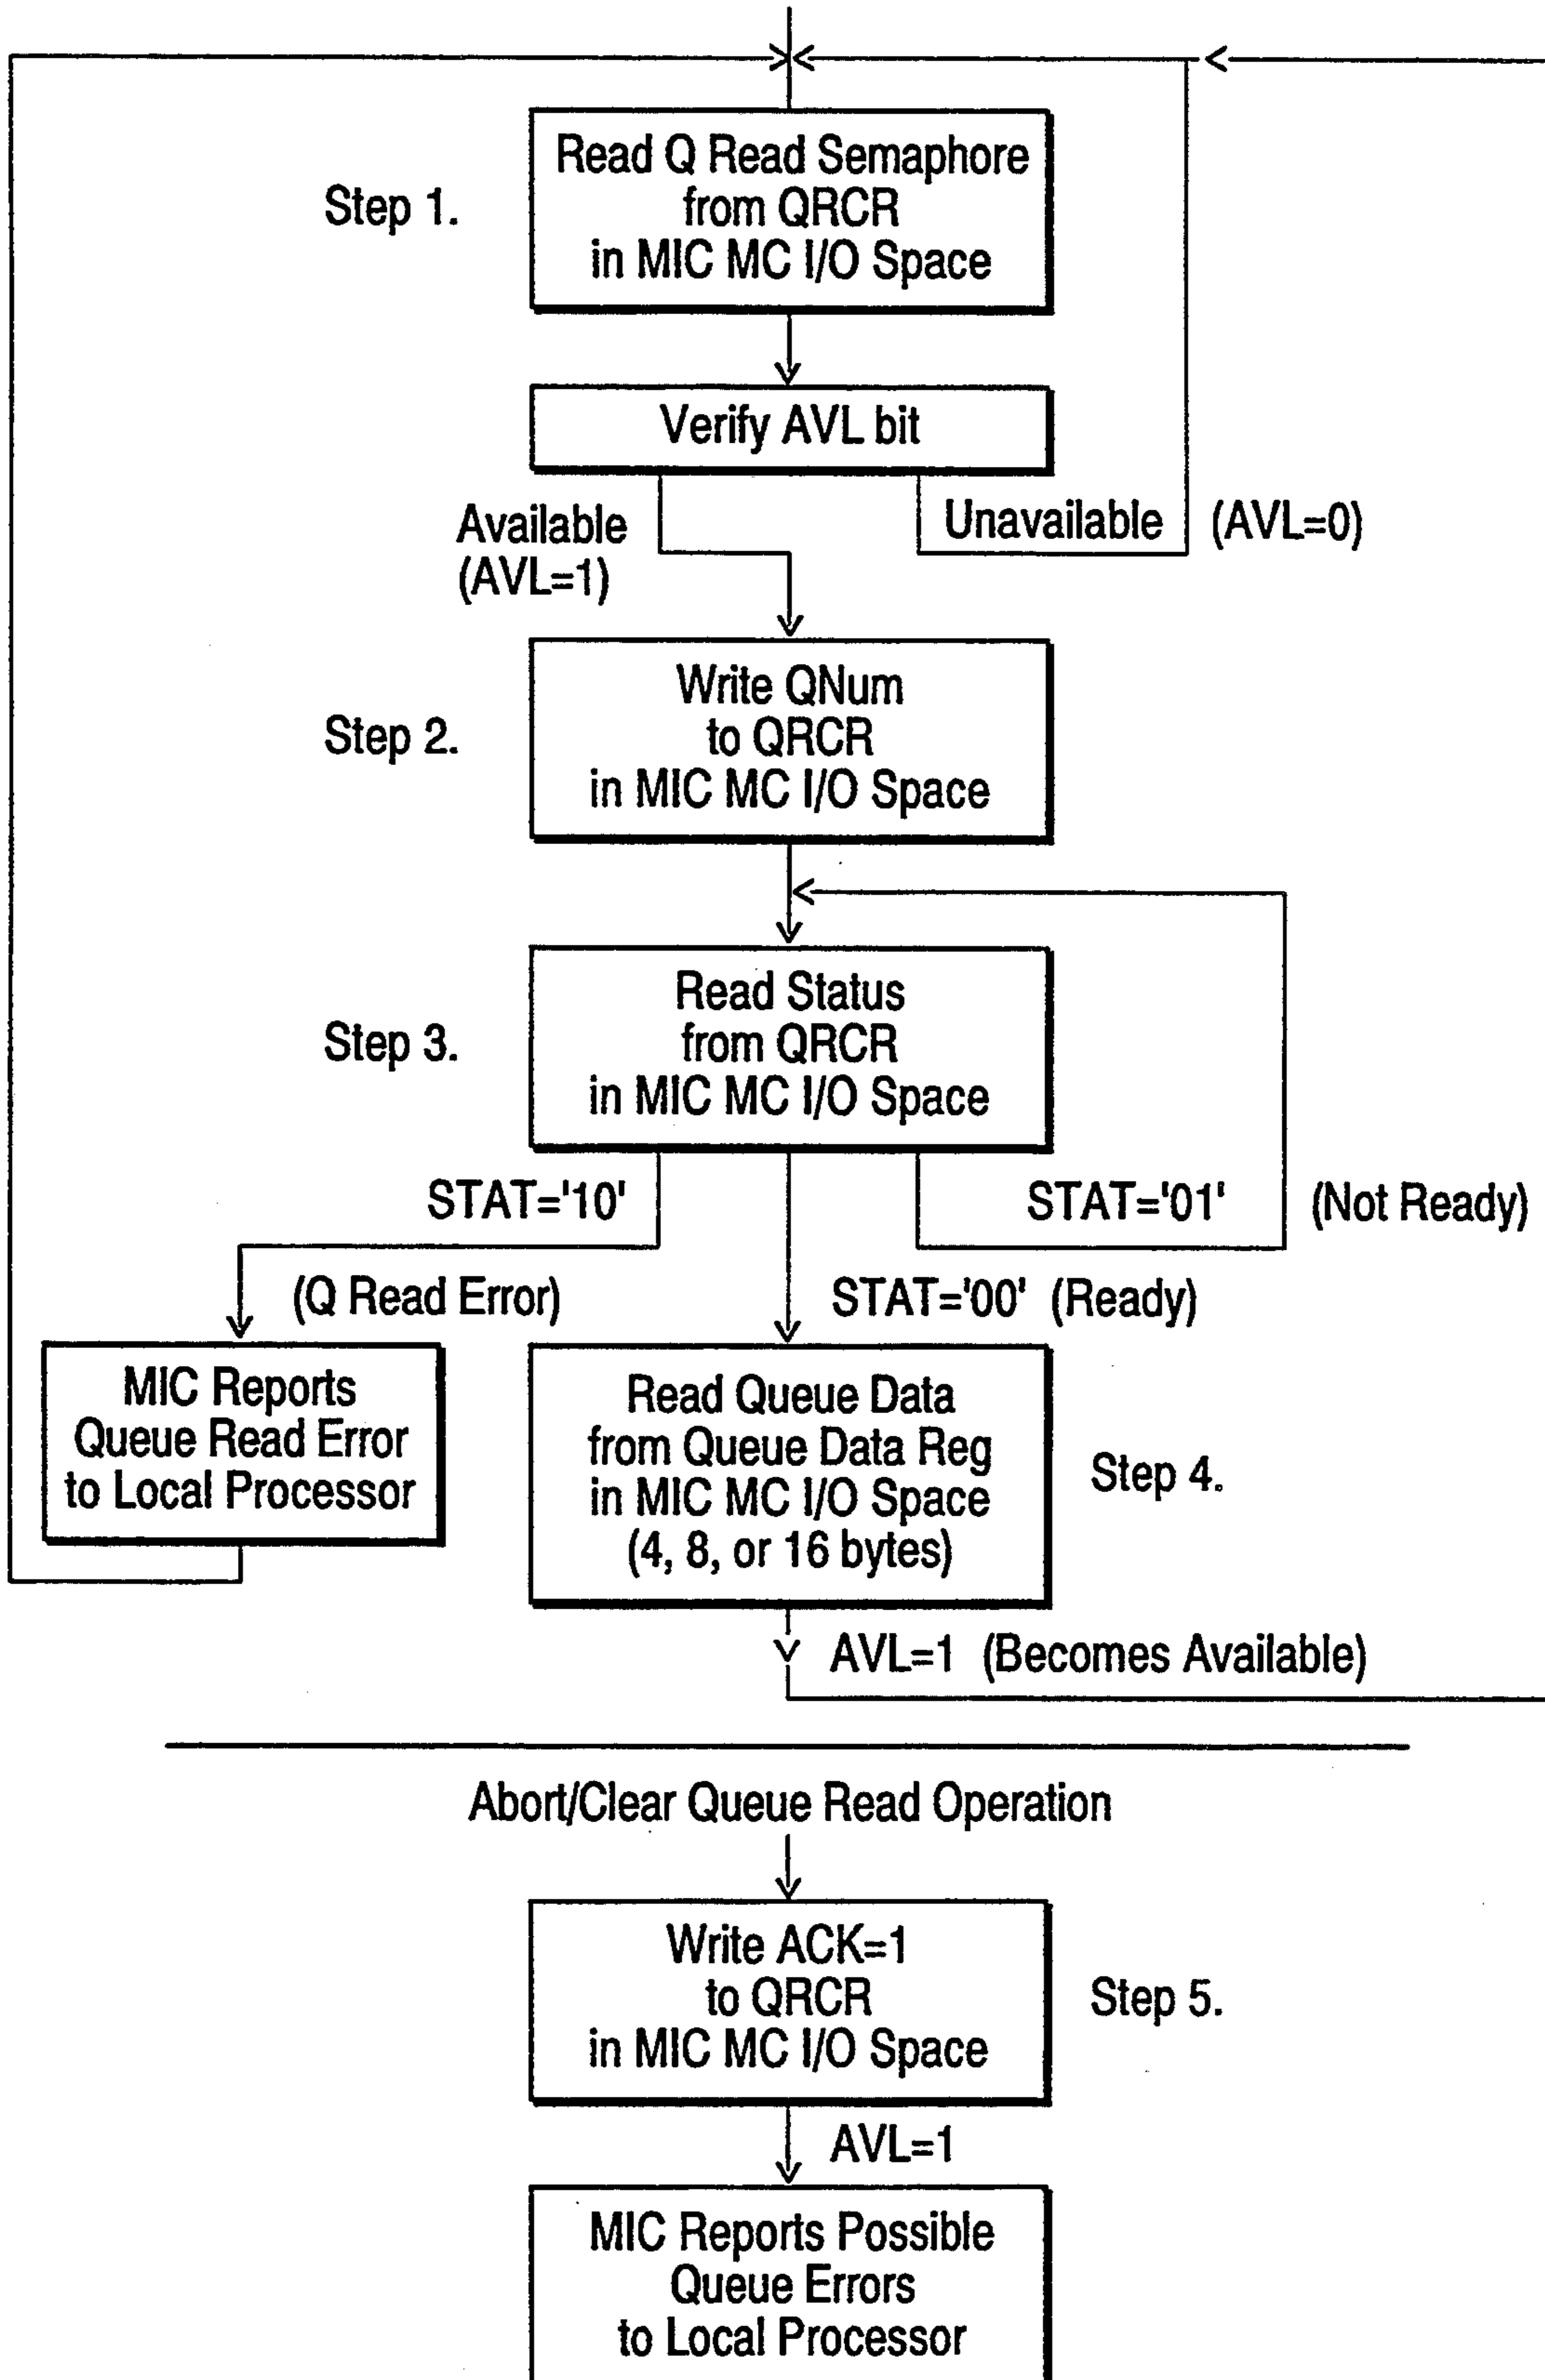 Step 1.
Read Q Read Semaphore
from QRCR
in MIC MC I/O Space
Verify AVL bit
Available
(AVL=1)
Unavailable (AVL=0)
Step 2.
Write QNum
to QRCR
in MIC MC I/O Space
Step 3.
Read Status
from QRCR
in MIC MC I/O Space
STAT='10'
STAT='01' (Not Ready)
(Q Read Error)
STAT='00' (Ready)
MIC Reports
Queue Read Error
to Local Processor
Read Queue Data
from Queue Data Reg
in MIC MC I/O Space
(4, 8, or 16 bytes)
Step 4.
AVL=1 (Becomes Available)
Abort/Clear Queue Read Operation
Write ACK=1
to QRCR
in MIC MC I/O Space
Step 5.
AVL=1
MIC Reports Possible
Queue Errors
to Local Processor